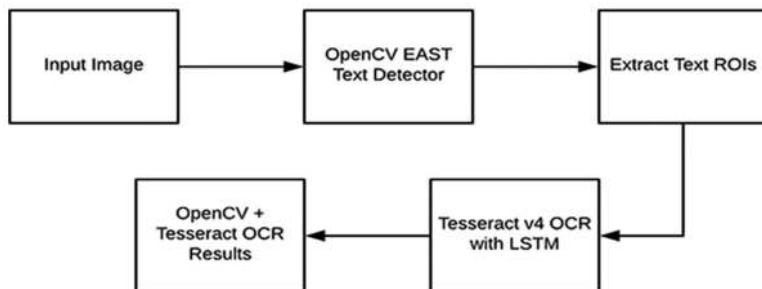 Input Image
OpenCV EAST
Text Detector
Extract Text ROIs
Tesseract v4 OCR
with LSTM
OpenCV +
Tesseract OCR
Results